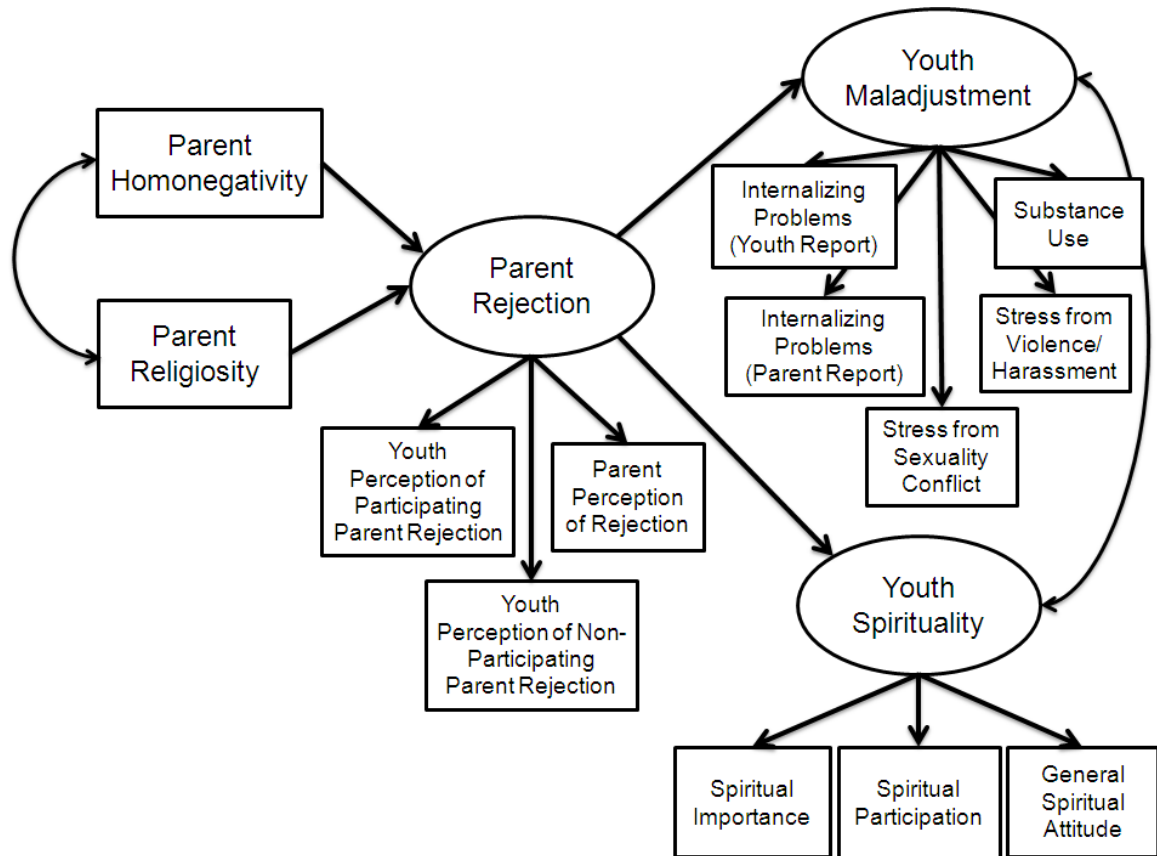 Youth
Maladjustment
Parent
Homonegativity
Internalizing
Problems
(Youth Report)
Substance
Use
Parent
Rejection
Parent
Religiosity
Internalizing
Problems
(Parent Report)
Stress from
Violence/
Harassment
Stress from
Sexuality
Conflict
Youth
Perception of
Participating
Parent Rejection
Parent
Perception
of Rejection
Youth
Perception of Non-
Participating
Parent Rejection
Youth
Spirituality
Spiritual
Importance
Spiritual
Participation
General
Spiritual
Attitude